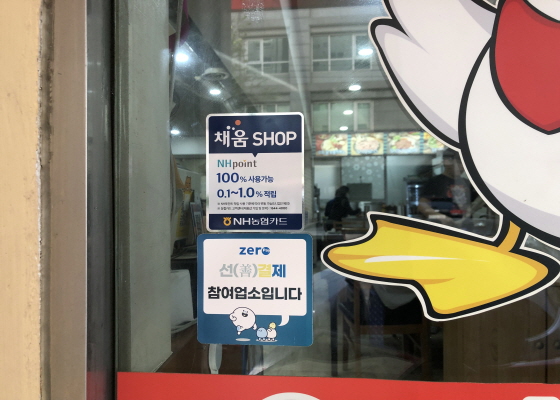 채움 SHOP
NHpoint
100% 사용가능
0.1~1.0% 적립
NH농협카드
zero
선(善)결제
참여업소입니다